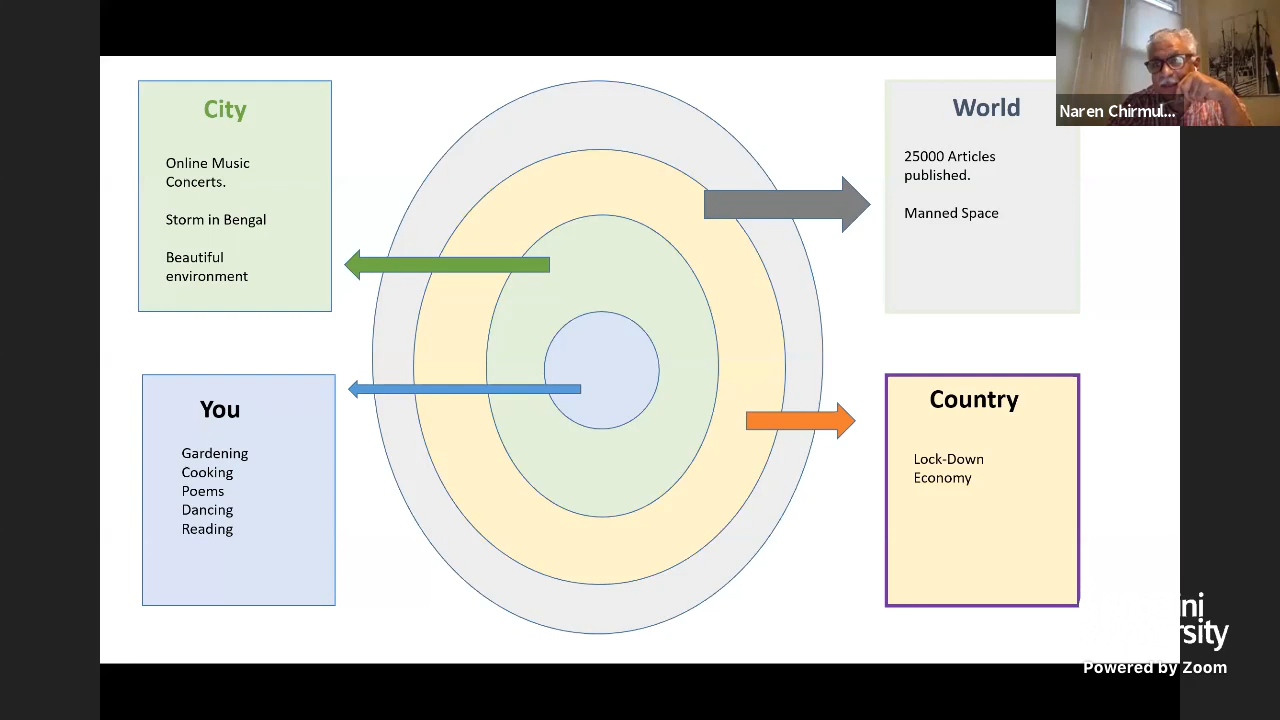 City
Online Music
Concerts.
Storm in Bengal
Beautiful
environment
World
25000 Articles
published.
Manned Space
Naren Chirmul...
You
Gardening
Cooking
Poems
Dancing
Reading
Country
Lock-Down
Economy
Powered by Zoom